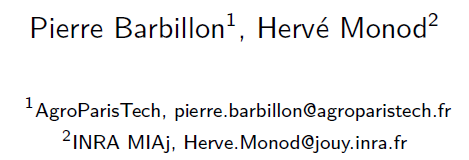 Pierre Barbillon¹, Hervé Monod²
¹AgroParisTech, pierre.barbillon@agroparistech.fr
²INRA MIAj, Herve.Monod@jouy.inra.fr